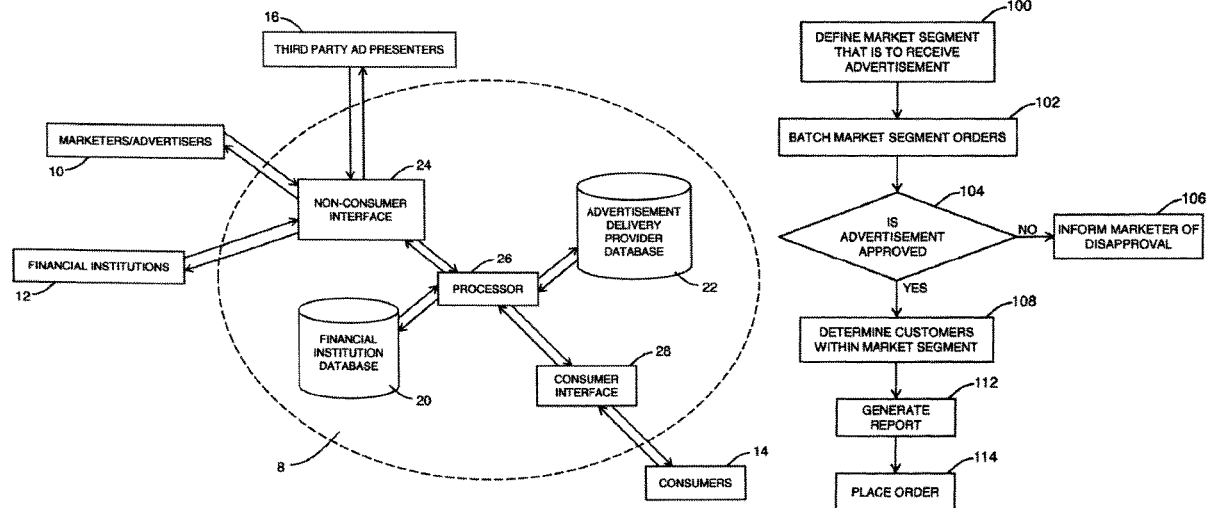 16
THIRD PARTY AD PRESENTERS
MARKETERS/ADVERTISERS
10
24
NON-CONSUMER
INTERFACE
FINANCIAL INSTITUTIONS
12
ADVERTISEMENT
DELIVERY
PROVIDER
DATABASE
22
26
PROCESSOR
FINANCIAL
INSTITUTION
DATABASE
20
28
CONSUMER
INTERFACE
8
14
CONSUMERS
100
DEFINE MARKET SEGMENT
THAT IS TO RECEIVE
ADVERTISEMENT
102
BATCH MARKET SEGMENT ORDERS
104
IS
ADVERTISEMENT
APPROVED
NO
106
INFORM MARKETER OF
DISAPPROVAL
YES
108
DETERMINE CUSTOMERS
WITHIN MARKET SEGMENT
112
GENERATE
REPORT
114
PLACE ORDER